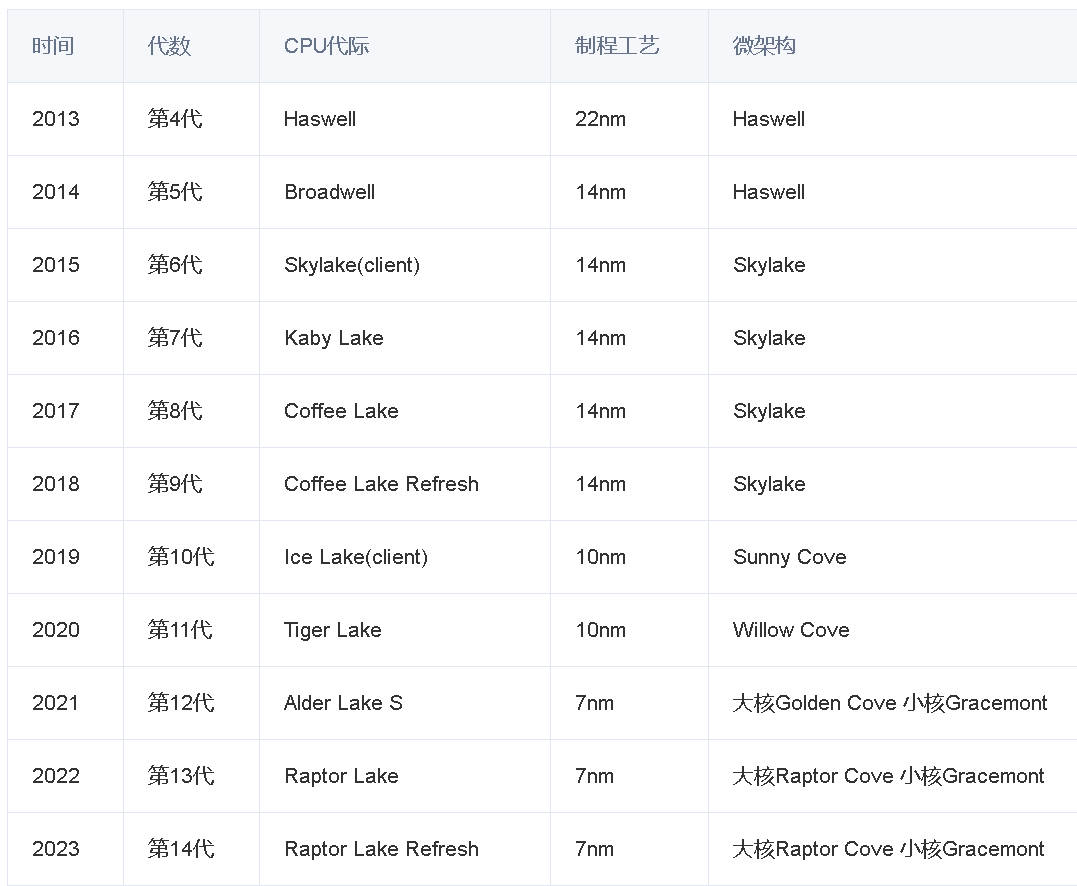 时间 代数 CPU代际 制程工艺 微架构
2013 第4代 Haswell 22nm Haswell
2014 第5代 Broadwell 14nm Haswell
2015 第6代 Skylake(client) 14nm Skylake
2016 第7代 Kaby Lake 14nm Skylake
2017 第8代 Coffee Lake 14nm Skylake
2018 第9代 Coffee Lake Refresh 14nm Skylake
2019 第10代 Ice Lake(client) 10nm Sunny Cove
2020 第11代 Tiger Lake 10nm Willow Cove
2021 第12代 Alder Lake S 7nm 大核Golden Cove 小核Gracemont
2022 第13代 Raptor Lake 7nm 大核Raptor Cove 小核Gracemont
2023 第14代 Raptor Lake Refresh 7nm 大核Raptor Cove 小核Gracemont